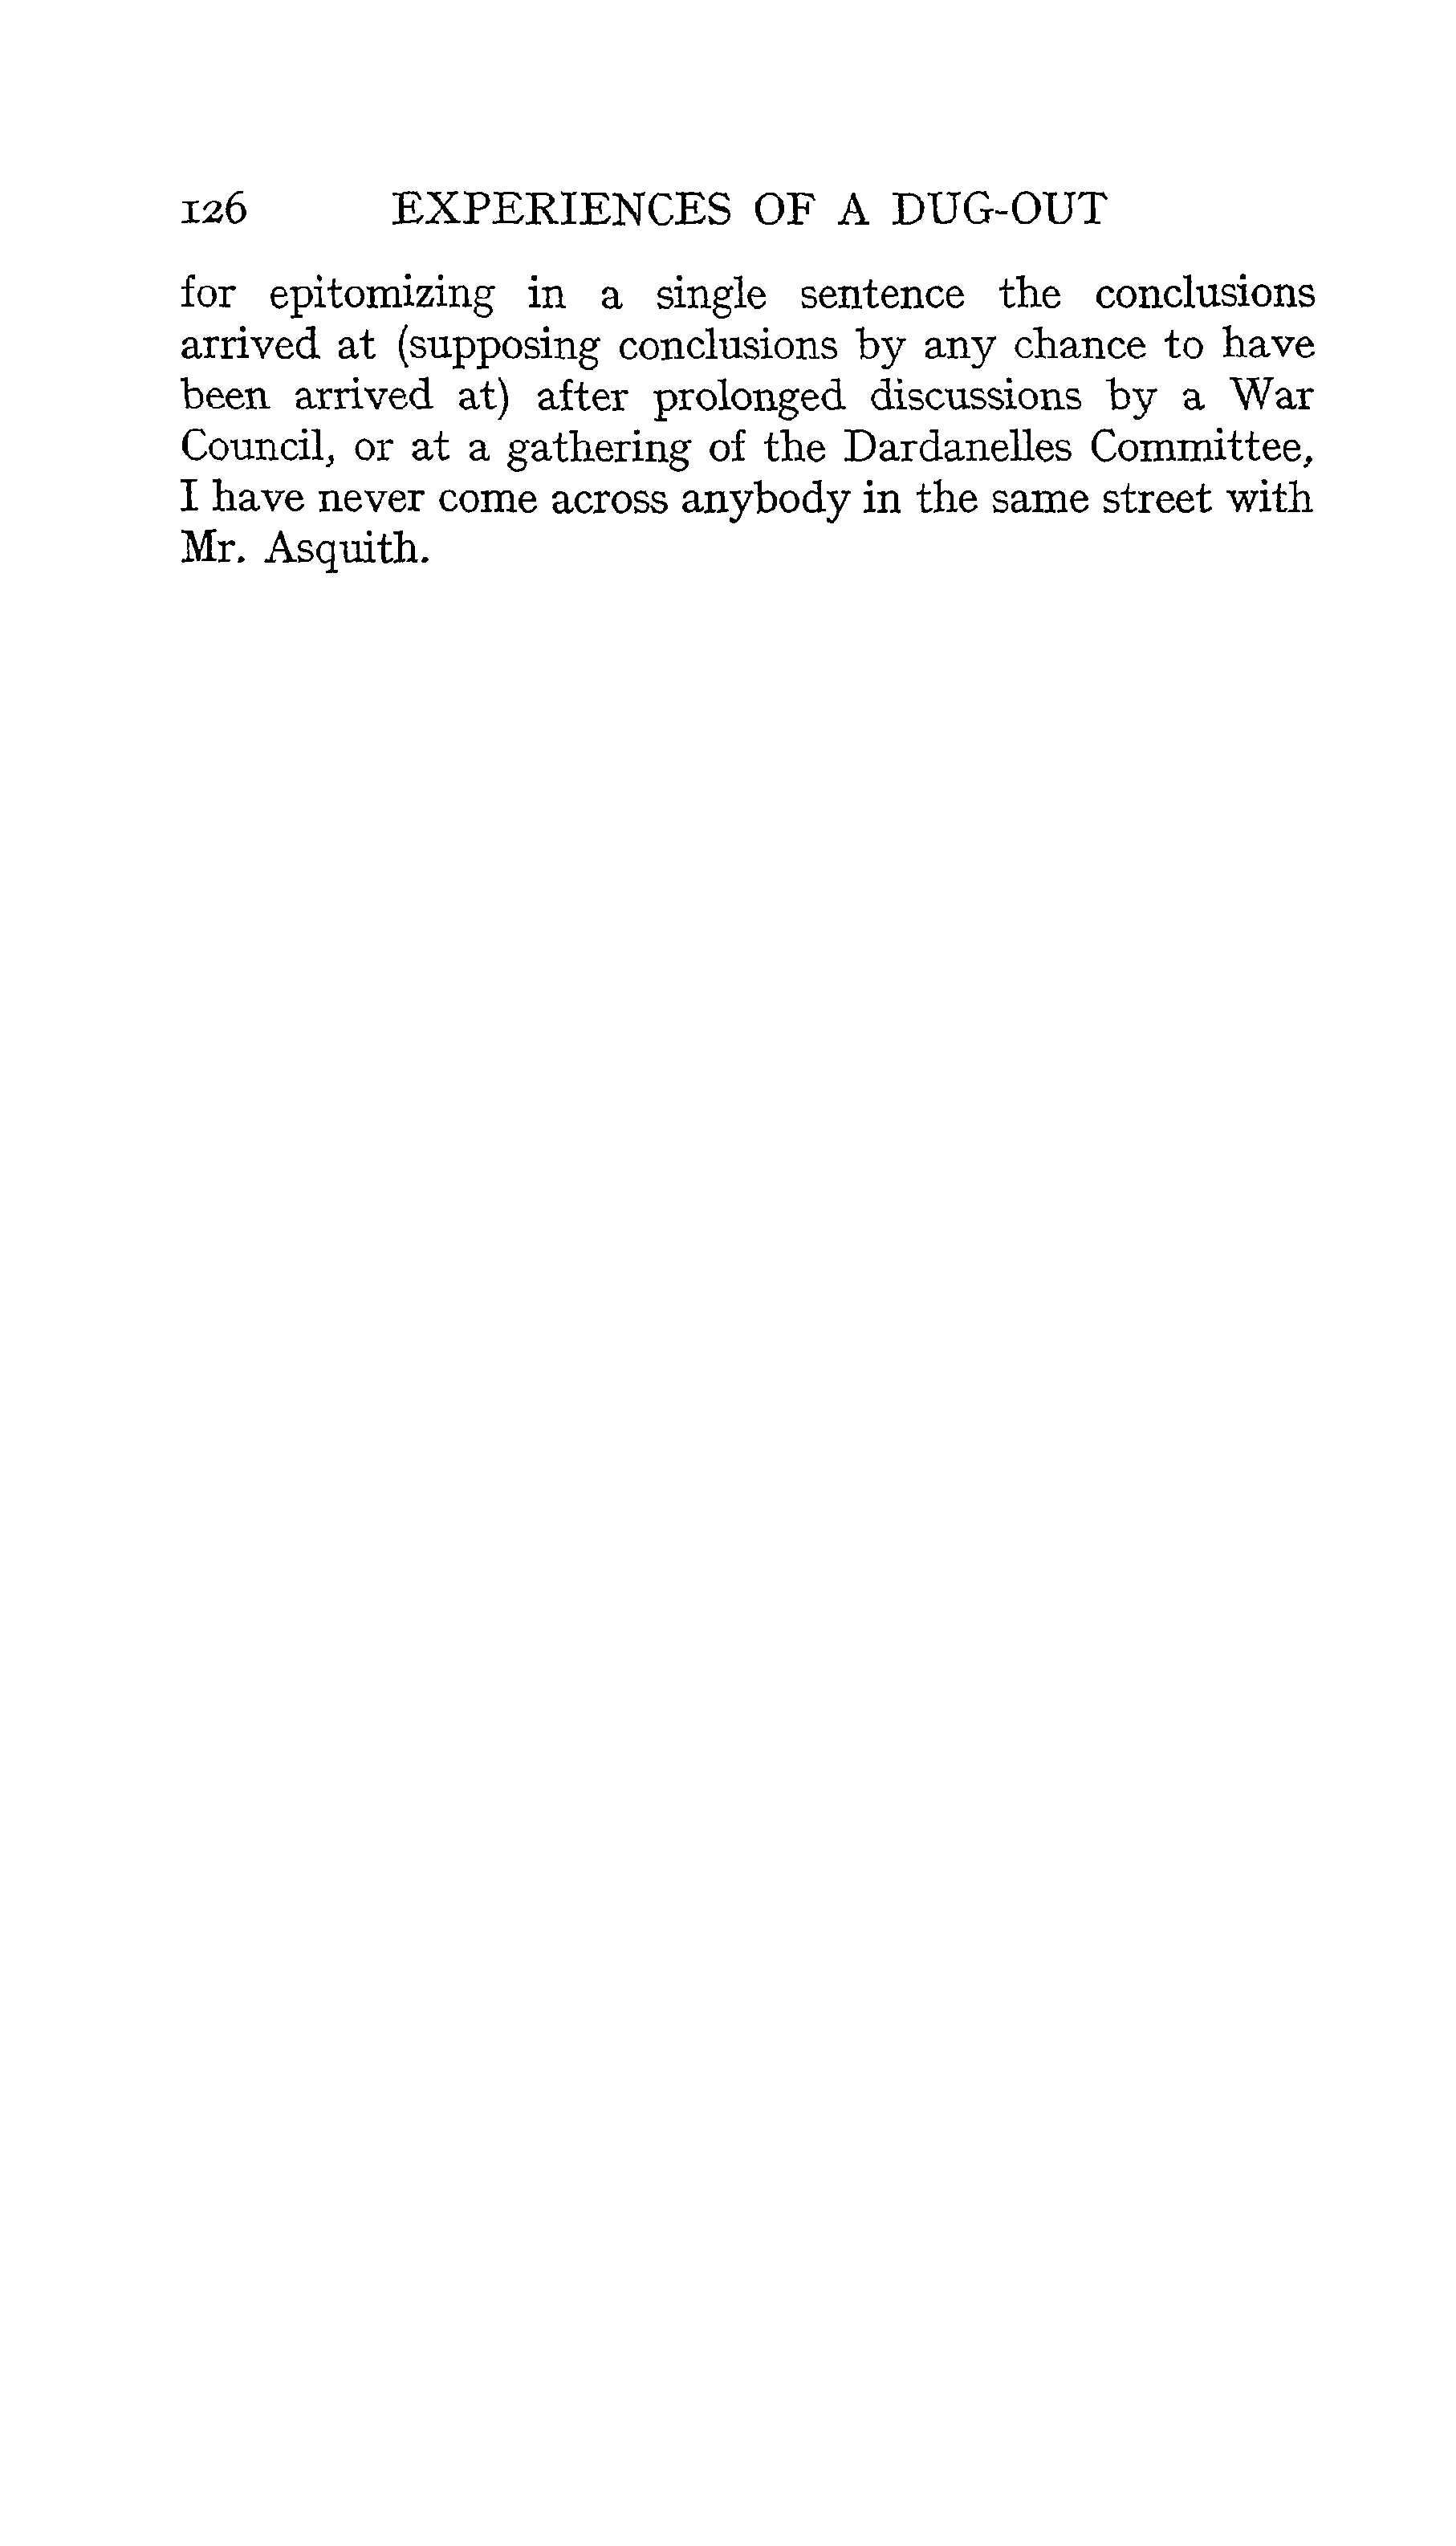 126 EXPERIENCES OF A DUG-OUT
for epitomizing in a single sentence the conclusions
arrived at (supposing conclusions by any chance to have
been arrived at) after prolonged discussions by a War
Council, or at a gathering of the Dardanelles Committee,
I have never come across anybody in the same street with
Mr. Asquith.